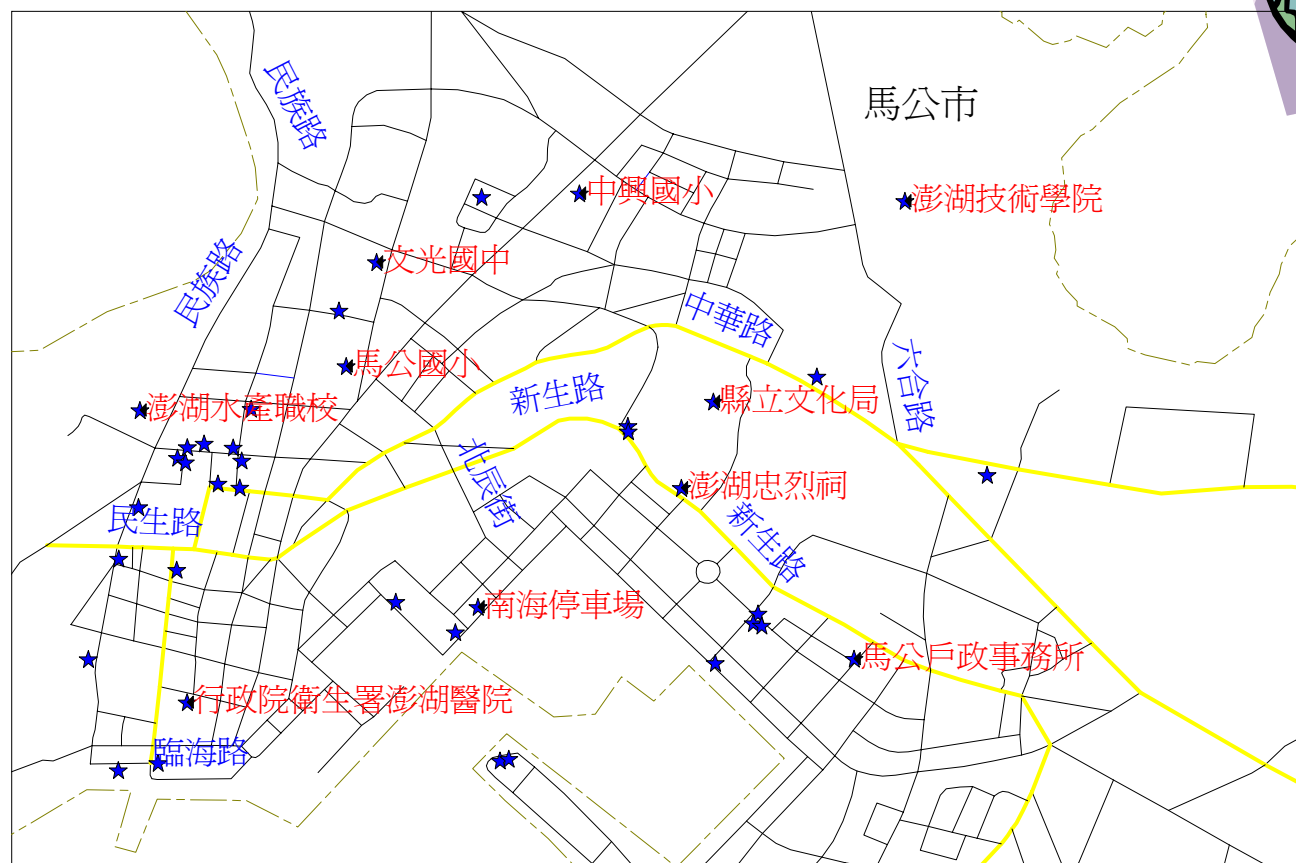 民族路
馬公市
中興國小
澎湖技術學院
文光國中
民族路
中華路
馬公國小
六合路
新生路
縣立文化局
澎湖水產職校
北辰街
澎湖忠烈祠
民生路
新生路
南海停車場
馬公戶政事務所
行政院衛生署澎湖醫院
臨海路